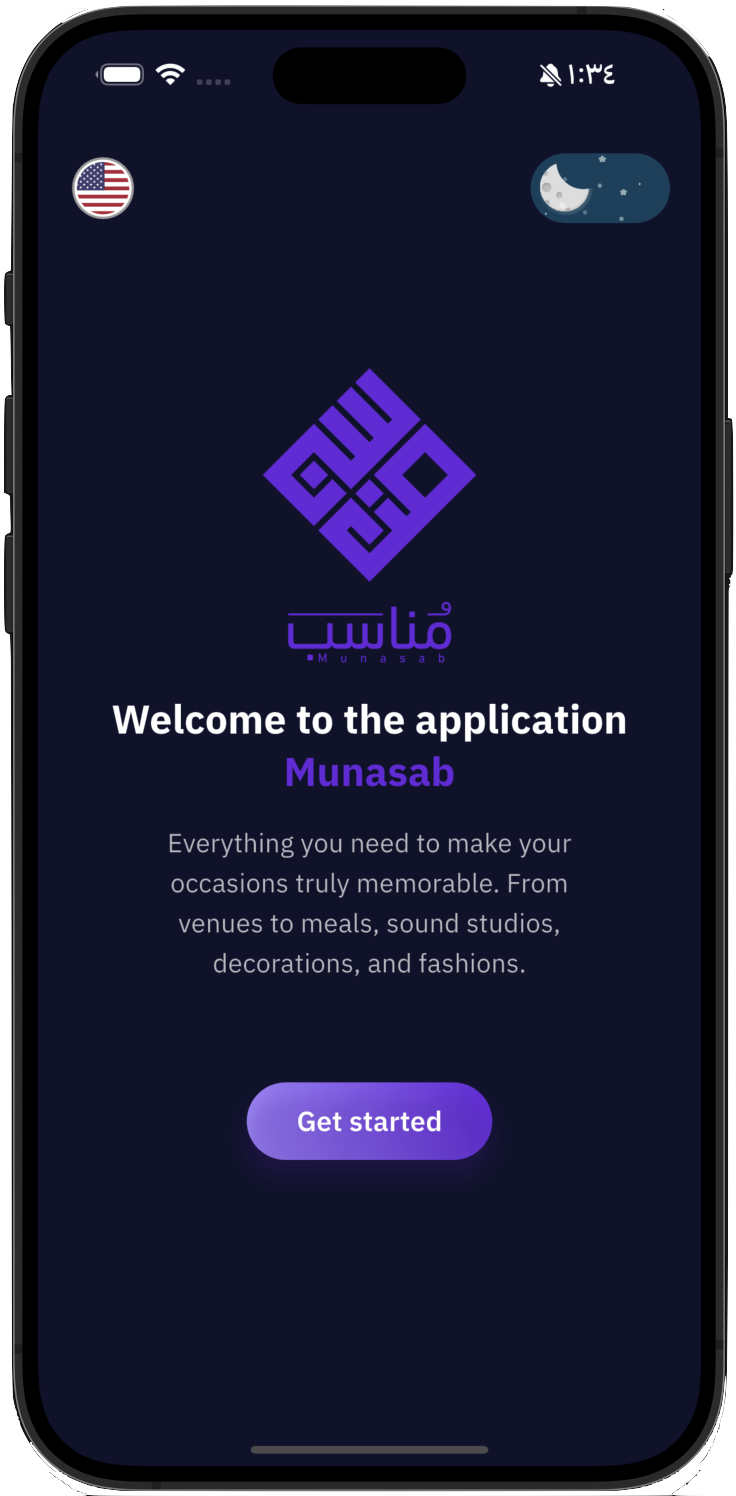 ١:٣٤
مُناسب
Munasab
Welcome to the application
Munasab
Everything you need to make your
occasions truly memorable. From
venues to meals, sound studios,
decorations, and fashions.
Get started